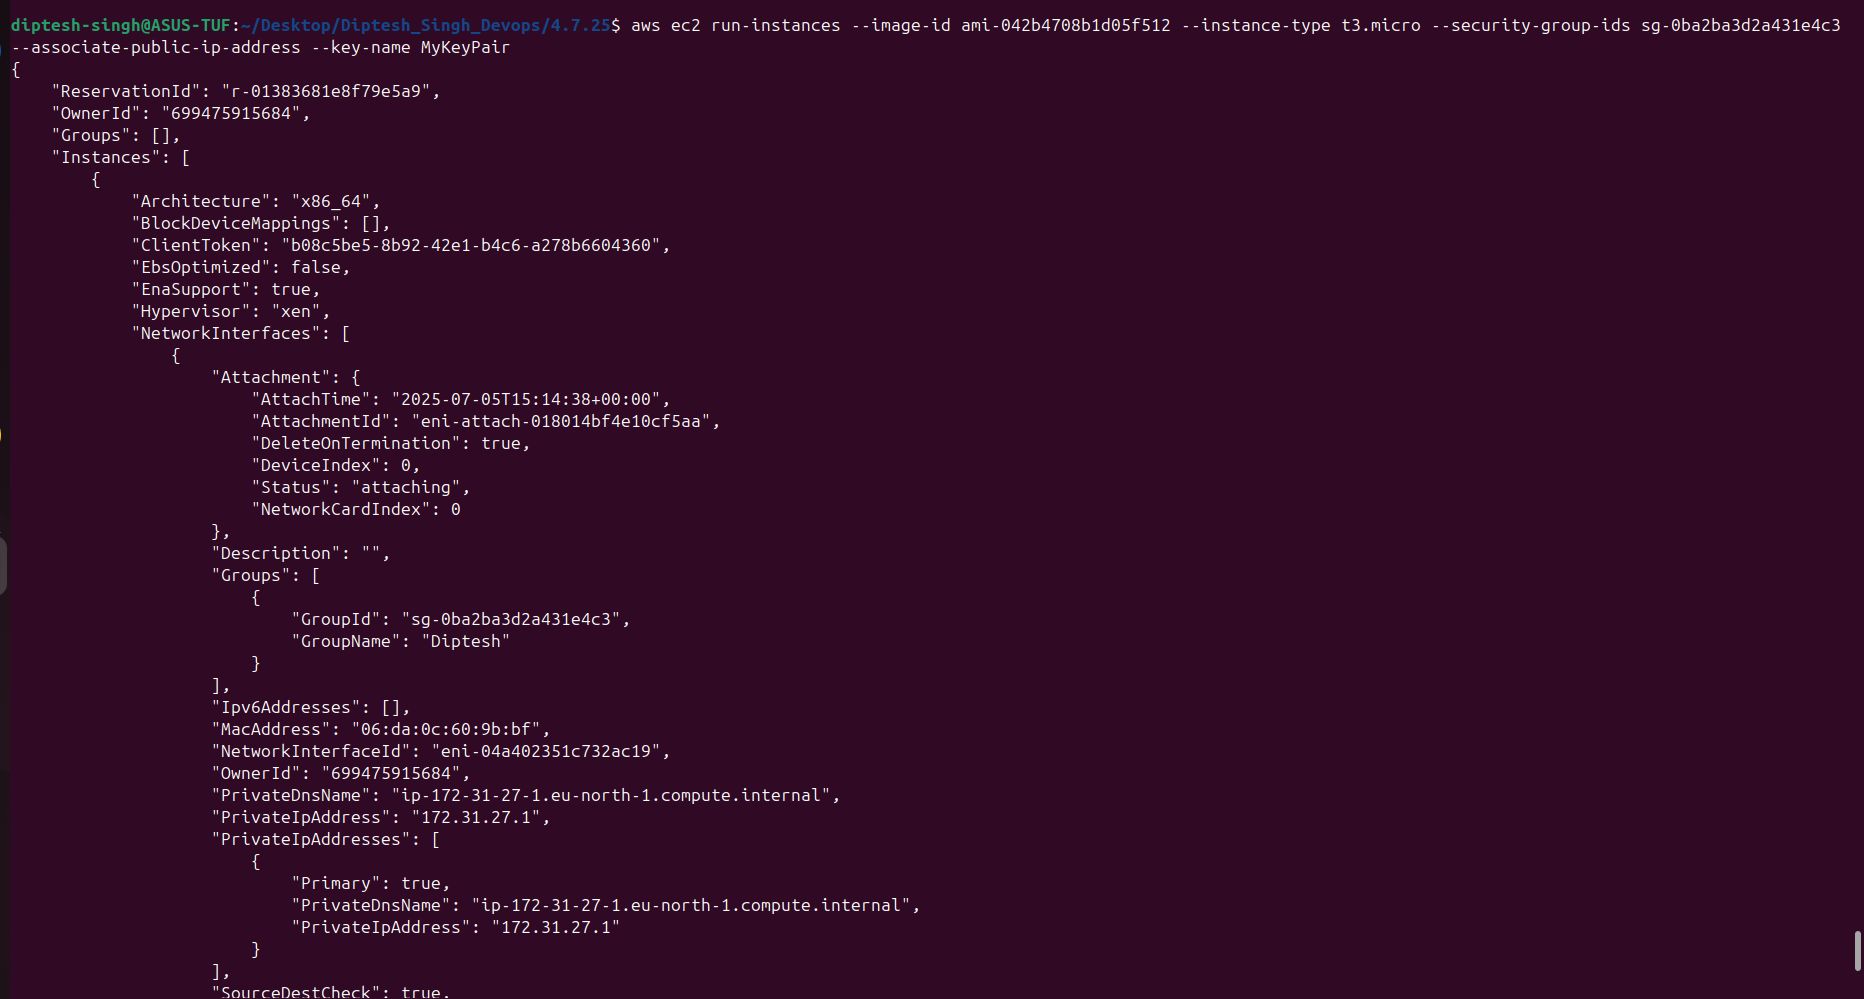 diptesh-singh@ASUS-TUF:~/Desktop/Diptesh_Singh_Devops/4.7.25$ aws ec2 run-instances --image-id ami-042b4708b1d05f512 --instance-type t3.micro --security-group-ids sg-0ba2ba3d2a431e4c3
--associate-public-ip-address --key-name MyKeyPair
{
    "ReservationId": "r-01383681e8f79e5a9",
    "OwnerId": "699475915684",
    "Groups": [],
    "Instances": [
        {
            "Architecture": "x86_64",
            "BlockDeviceMappings": [],
            "ClientToken": "b08c5be5-8b92-42e1-b4c6-a278b6604360",
            "EbsOptimized": false,
            "EnaSupport": true,
            "Hypervisor": "xen",
            "NetworkInterfaces": [
                {
                    "Attachment": {
                        "AttachTime": "2025-07-05T15:14:38+00:00",
                        "AttachmentId": "eni-attach-018014bf4e10cf5aa",
                        "DeleteOnTermination": true,
                        "DeviceIndex": 0,
                        "Status": "attaching",
                        "NetworkCardIndex": 0
                    },
                    "Description": "",
                    "Groups": [
                        {
                            "GroupId": "sg-0ba2ba3d2a431e4c3",
                            "GroupName": "Diptesh"
                        }
                    ],
                    "Ipv6Addresses": [],
                    "MacAddress": "06:da:0c:60:9b:bf",
                    "NetworkInterfaceId": "eni-04a402351c732ac19",
                    "OwnerId": "699475915684",
                    "PrivateDnsName": "ip-172-31-27-1.eu-north-1.compute.internal",
                    "PrivateIpAddress": "172.31.27.1",
                    "PrivateIpAddresses": [
                        {
                            "Primary": true,
                            "PrivateDnsName": "ip-172-31-27-1.eu-north-1.compute.internal",
                            "PrivateIpAddress": "172.31.27.1"
                        }
                    ],
                    "SourceDestCheck": true,